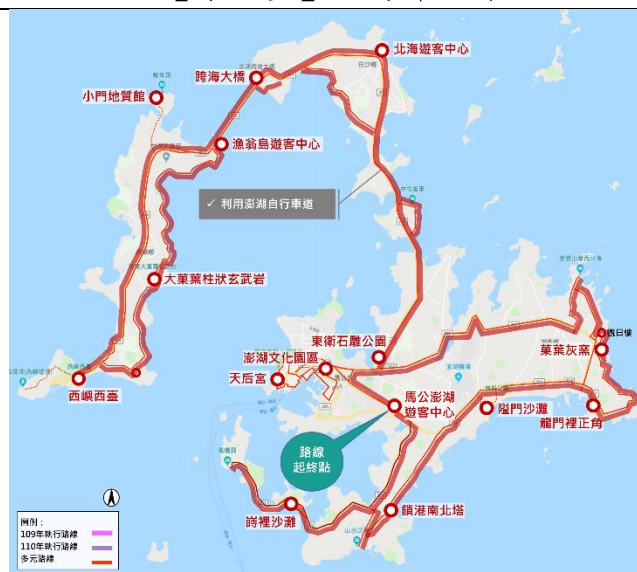 北海遊客中心
跨海大橋
小門地質館
漁翁島遊客中心
✓ 利用澎湖自行車道
中屯風車
大菓葉柱狀玄武岩
西嶼西臺
東衛石雕公園
澎湖文化園區
天后宮
馬公澎湖
遊客中心
路線
起終點
菓葉灰窯
隘門沙灘
龍門裡正角
鎖港南北塔
嵵裡沙灘
圖例：
109年執行路線
110年執行路線
多元路線